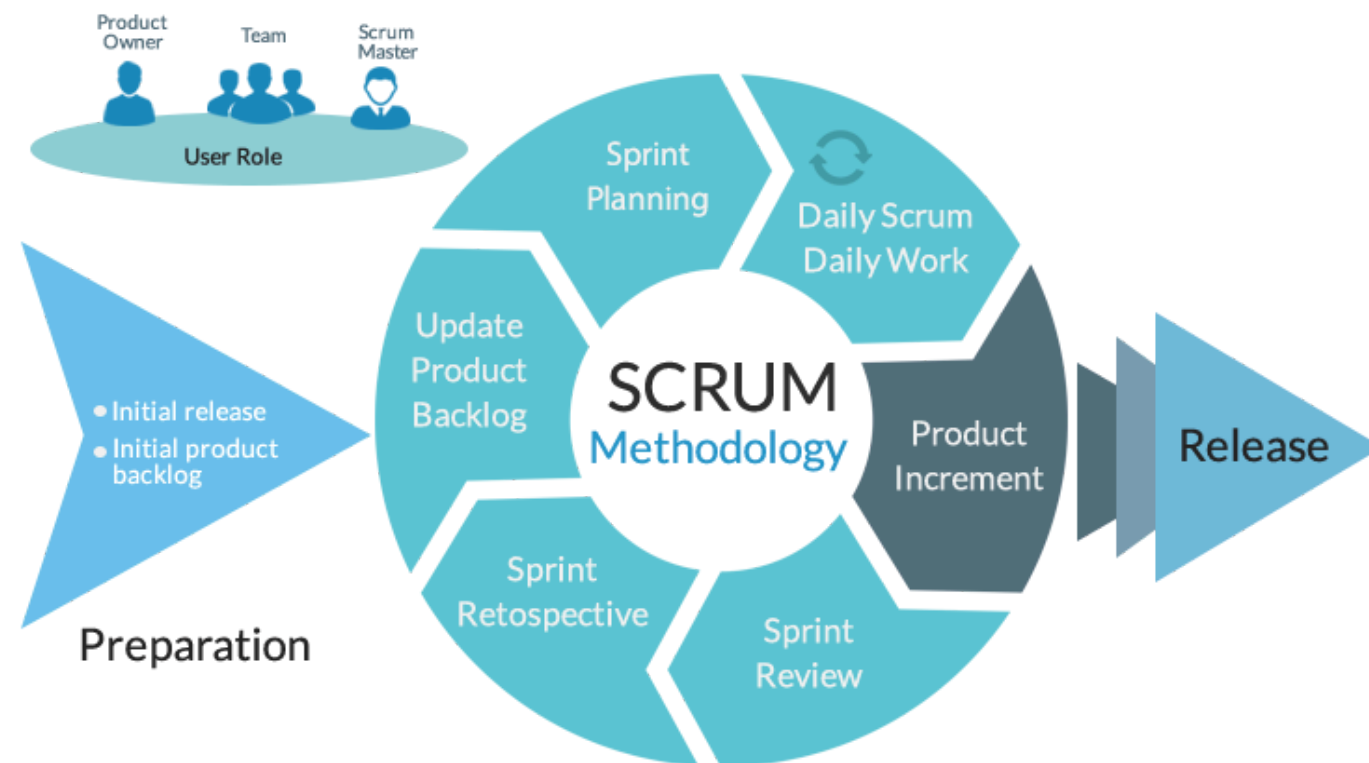 Product
Owner
Team
Scrum
Master
User Role
Sprint
Planning
Daily Scrum
Daily Work
Update
Product
Backlog
SCRUM
Methodology
Product
Increment
Sprint
Retospective
Sprint
Review
Initial release
Initial product
backlog
Preparation
Release